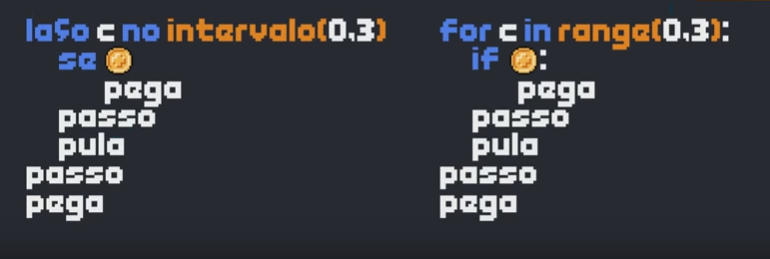 laço c no intervalo(0,3)
se
pega
passo
pula
passo
pega
for c in range(0,3):
if :
pega
passo
pula
passo
pega